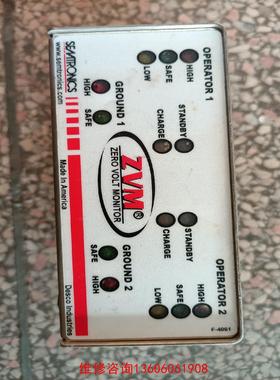 SEMTRONICS
www.semtronics.com
Made in America
Desco Industries
HIGH
SAFE
GROUND 1
ZVM®
ZERO VOLT MONITOR
SAFE
HIGH
GROUND 2
OPERATOR 1
LOW
SAFE
HIGH
CHARGE
STANDBY
CHARGE
STANDBY
LOW
SAFE
HIGH
OPERATOR 2
F-4061
维修咨询13606061908